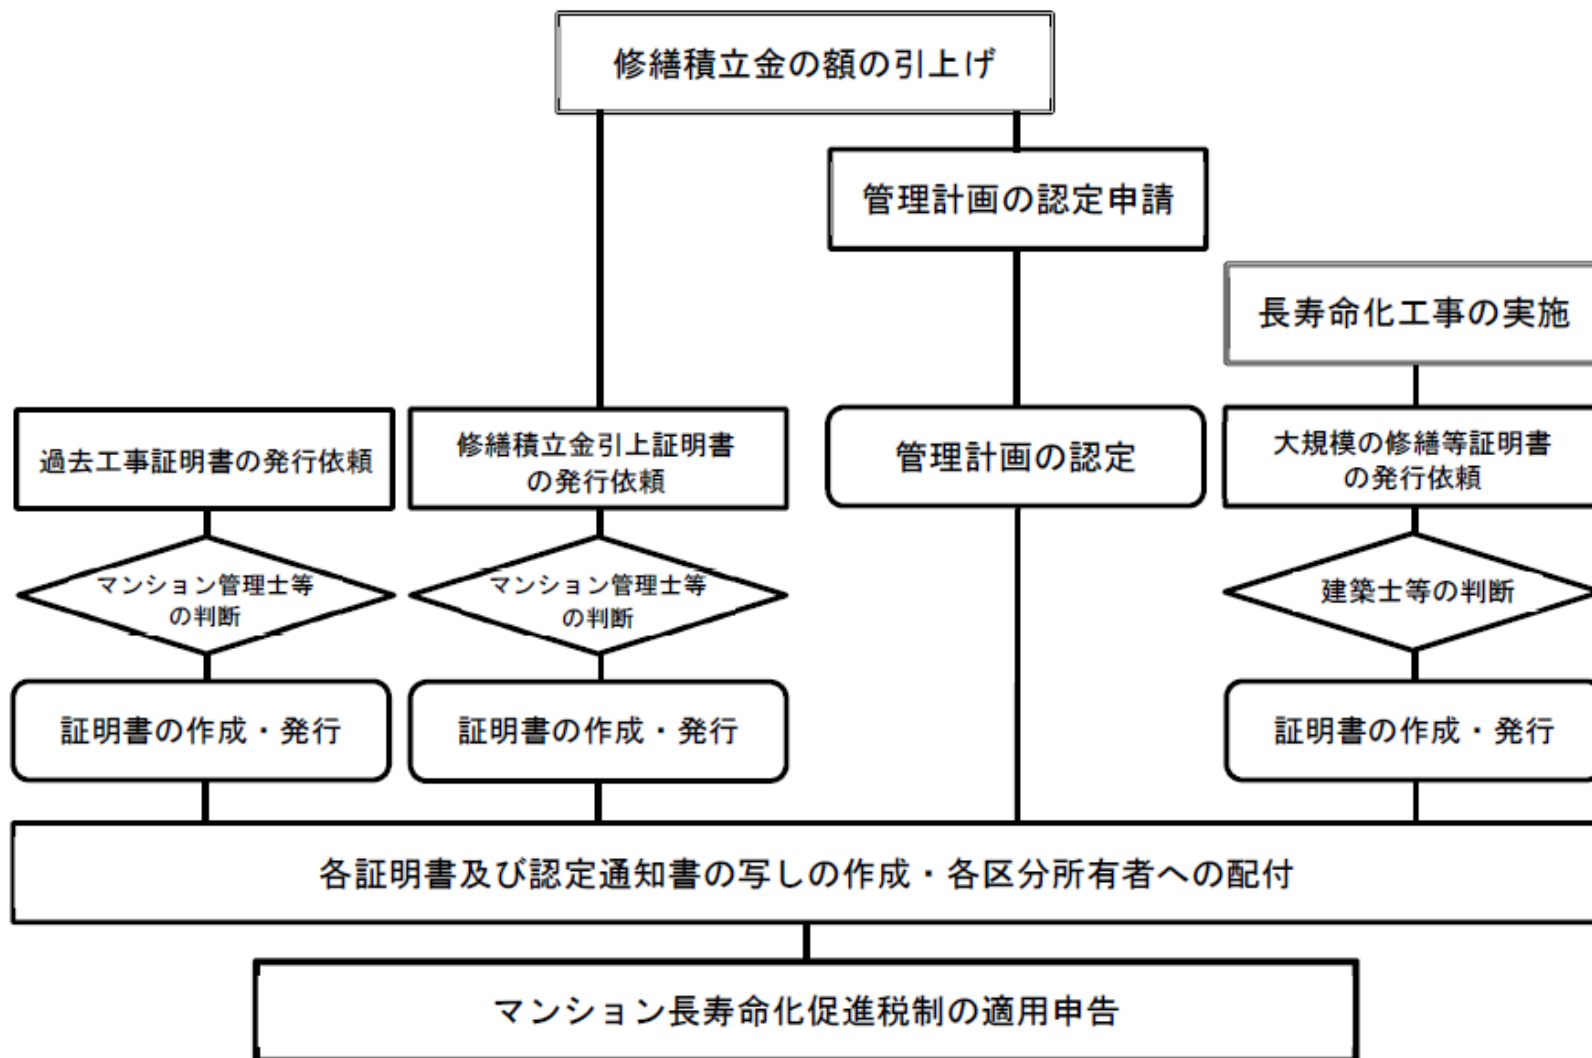 修繕積立金の額の引上げ
管理計画の認定申請
長寿命化工事の実施
過去工事証明書の発行依頼
修繕積立金引上証明書
の発行依頼
管理計画の認定
大規模の修繕等証明書
の発行依頼
マンション管理士等
の判断
マンション管理士等
の判断
建築士等の判断
証明書の作成・発行
証明書の作成・発行
証明書の作成・発行
各証明書及び認定通知書の写しの作成・各区分所有者への配付
マンション長寿命化促進税制の適用申告